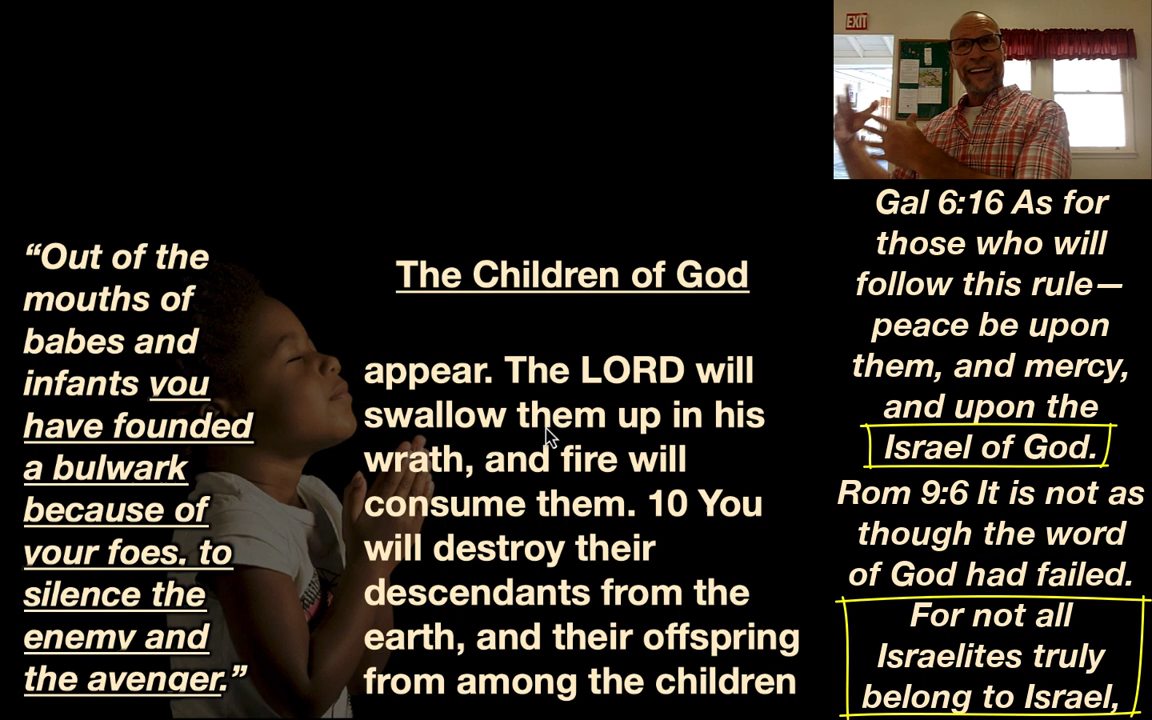 EXIT
“Out of the
mouths of
babes and
infants you
have founded
a bulwark
because of
your foes, to
silence the
enemy and
the avenger.”
The Children of God
appear. The LORD will
swallow them up in his
wrath, and fire will
consume them. 10 You
will destroy their
descendants from the
earth, and their offspring
from among the children
Gal 6:16 As for
those who will
follow this rule—
peace be upon
them, and mercy,
and upon the
Israel of God.
Rom 9:6 It is not as
though the word
of God had failed.
For not all
Israelites truly
belong to Israel,